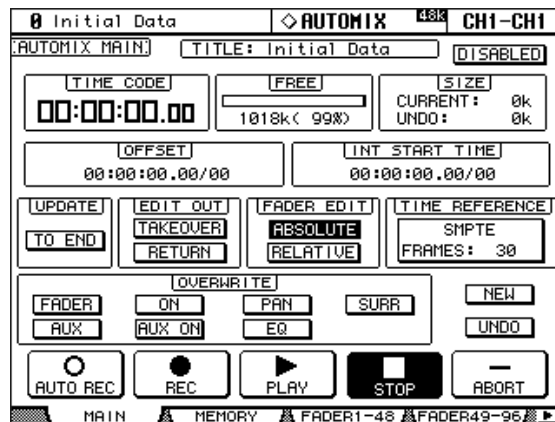 0 Initial Data ◇AUTOMIX 48K CH1-CH1
AUTOMIX MAIN TITLE: Initial Data DISABLED
TIME CODE FREE SIZE
00:00:00.00 1018k( 99%) CURRENT: 0k
UNDO: 0k
OFFSET INT START TIME
00:00:00.00/00 00:00:00.00/00
UPDATE EDIT OUT FADER EDIT TIME REFERENCE
TO END TAKEOVER ABSOLUTE SMPTE
RETURN RELATIVE FRAMES: 30
OVERWRITE
FADER ON PAN SURR NEW
AUX AUX ON EQ UNDO
AUTO REC REC PLAY STOP ABORT
MAIN MEMORY FADER1-48 FADER49-96